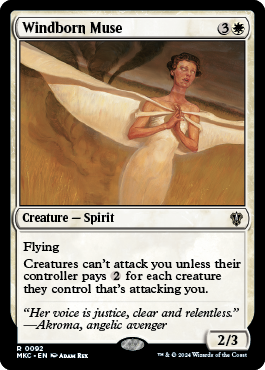 Windborn Muse 3
Creature — Spirit
Flying
Creatures can't attack you unless their
controller pays 2 for each creature
they control that's attacking you.
"Her voice is justice, clear and relentless."
—Akroma, angelic avenger
2/3
R 0092
MKC • EN Adam Rex
™ & © 2024 Wizards of the Coast